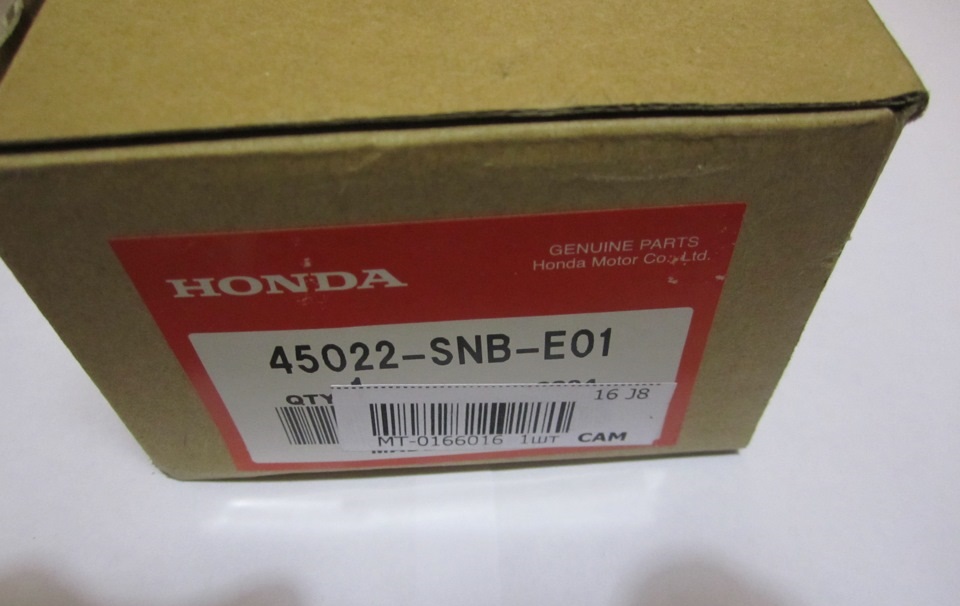 GENUINE PARTS
Honda Motor Co., Ltd.
HONDA
45022-SNB-E01
QTY
16 J8
MT-0166016 1шт CAM